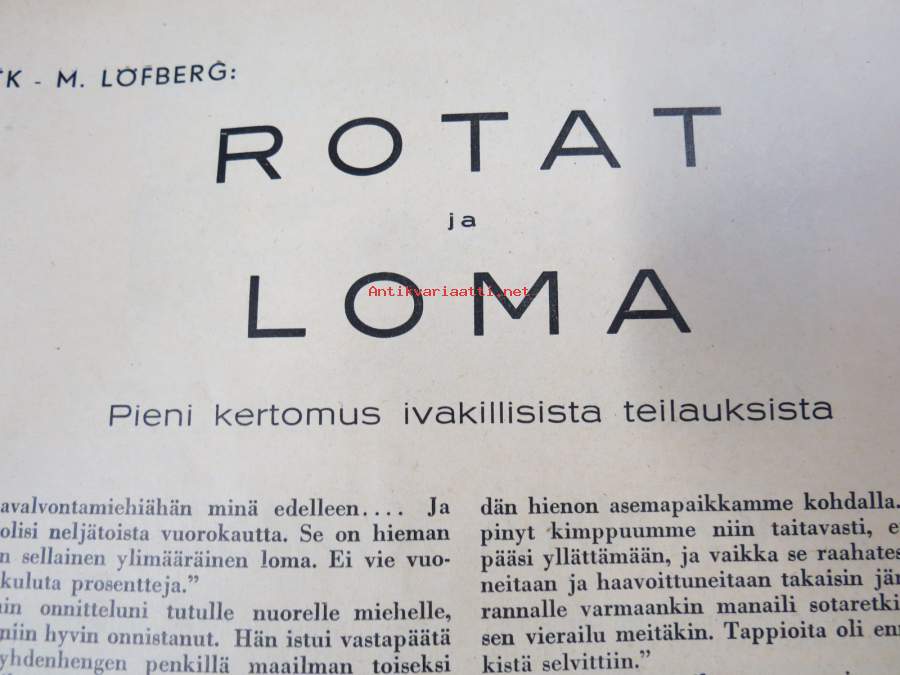 TK - M. LÖFBERG:
ROTAT
ja
LOMA
Antikvariaatti.net
Pieni kertomus ivakillisista teilauksista
avalvontamiehiähän minä edelleen.... Ja
olisi neljätoista vuorokautta. Se on hieman
n sellainen ylimääräinen loma. Ei vie vuo-
kuluta prosentteja.”
in onnitteluni tutulle nuorelle miehelle,
niin hyvin onnistanut. Hän istui vastapäätä
yhdenhengen penkillä maailman toiseksi
dän hienon asemapaikkamme kohdalla.
pinyt kimppuumme niin taitavasti, e
pääsi yllättämään, ja vaikka se raahates
neitaan ja haavoittuneitaan takaisin jär
rannalle varmaankin manaili sotaretki
sen vierailu meitäkin. Tappioita oli en
kistä selvittiin.”